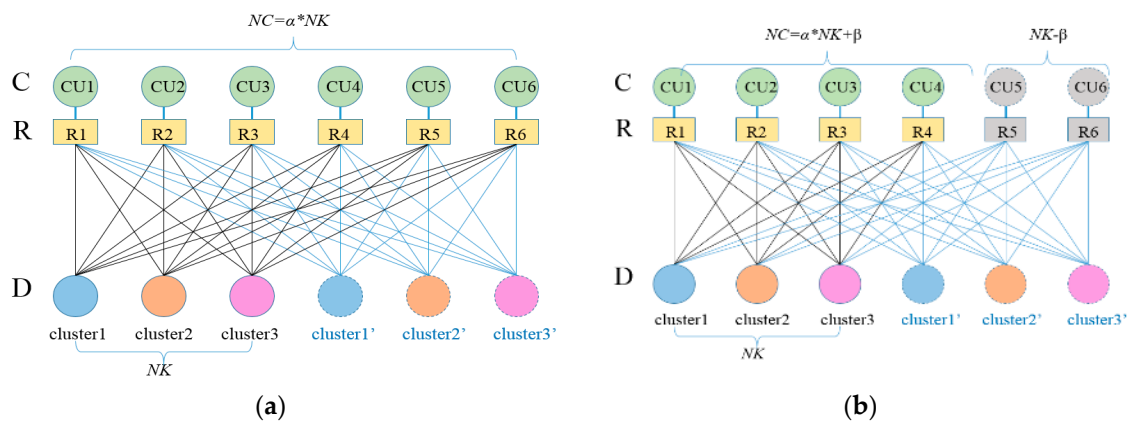 NC=α*NK
C CU1 CU2 CU3 CU4 CU5 CU6
R R1 R2 R3 R4 R5 R6
D
cluster1 cluster2 cluster3 cluster1’ cluster2’ cluster3’
NK
(a)
NC=α*NK+β NK-β
C CU1 CU2 CU3 CU4 CU5 CU6
R R1 R2 R3 R4 R5 R6
D
cluster1 cluster2 cluster3 cluster1’ cluster2’ cluster3’
NK
(b)